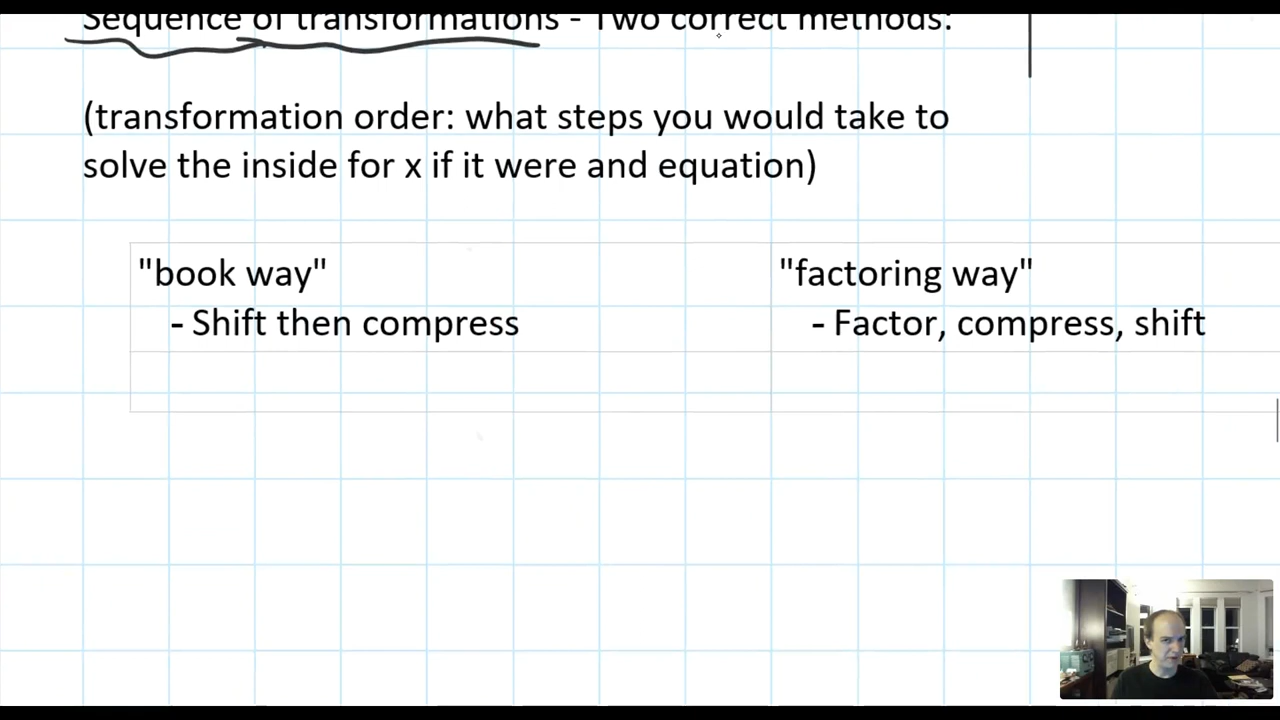 Sequence of transformations - Two correct methods:
(transformation order: what steps you would take to
solve the inside for x if it were and equation)
"book way"
- Shift then compress
"factoring way"
- Factor, compress, shift